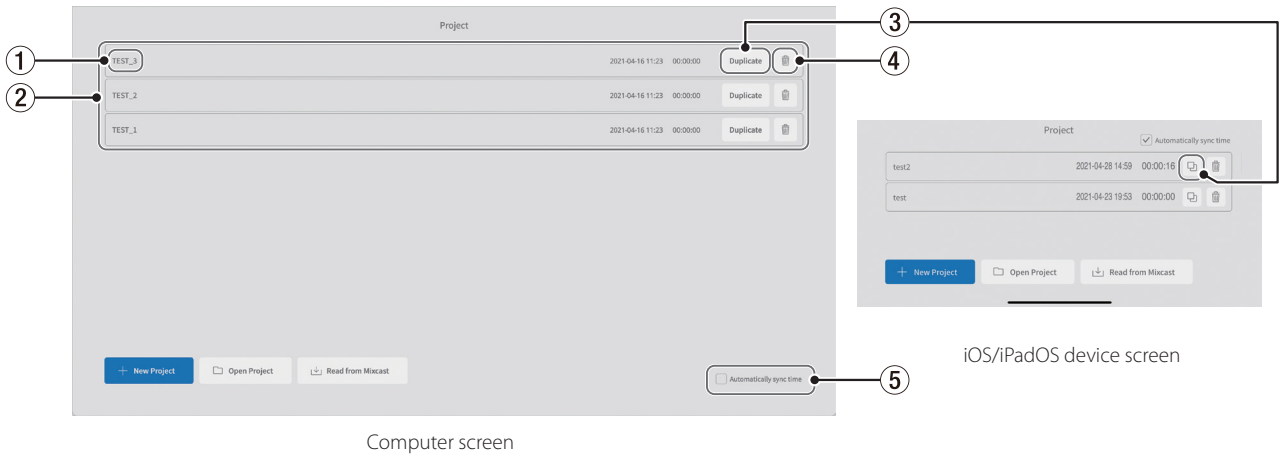 Project
③
① TEST_3 2021-04-16 11:23 00:00:00 Duplicate ④
② TEST_2 2021-04-16 11:23 00:00:00 Duplicate
TEST_1 2021-04-16 11:23 00:00:00 Duplicate
New Project Open Project Read from Mixcast
Automatically sync time ⑤
Computer screen
Project
Automatically sync time
test2 2021-04-28 14:59 00:00:16
test 2021-04-23 19:53 00:00:00
New Project Open Project Read from Mixcast
iOS/iPadOS device screen